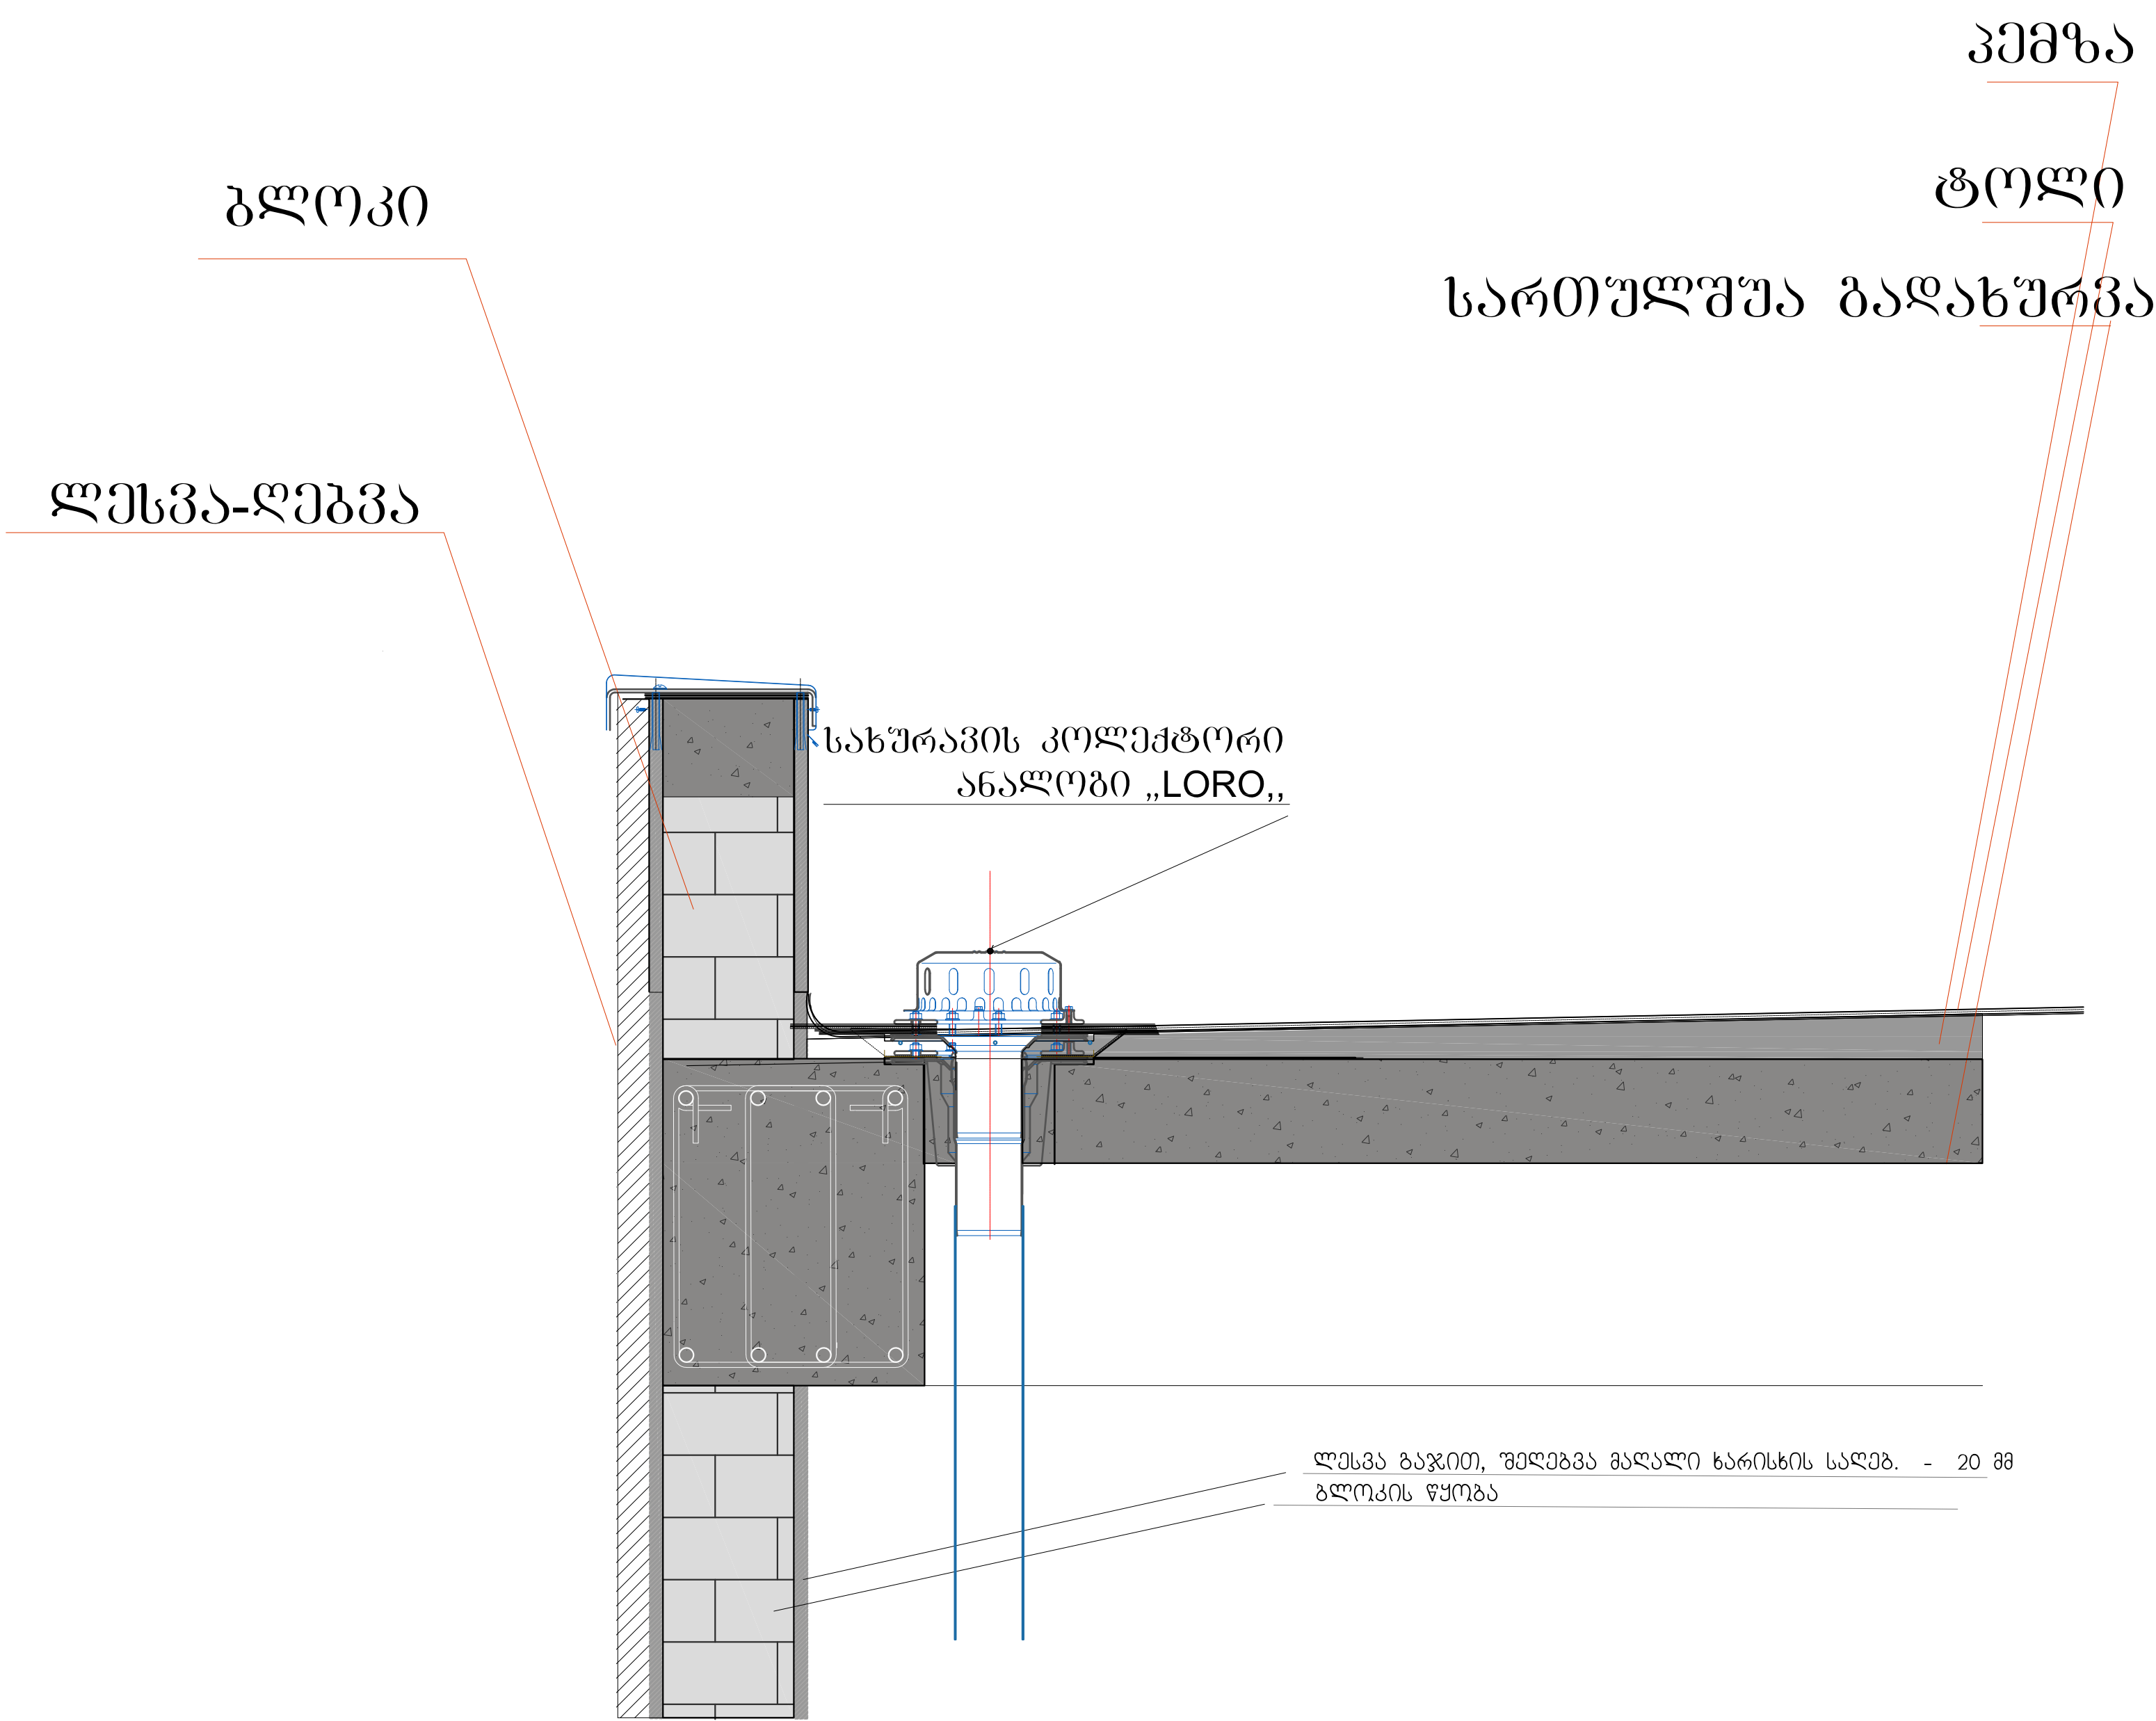 პემზა
ტოლი
ბლოკი
სართულშუა გადახურვა
ლესვა-ღებვა
სახურავის კოლექტორი
ანალოგი ,,LORO,,
ლესვა გაჯით, შეღებვა მაღალი ხარისხის საღებ. - 20 მმ
ბლოკის წყობა